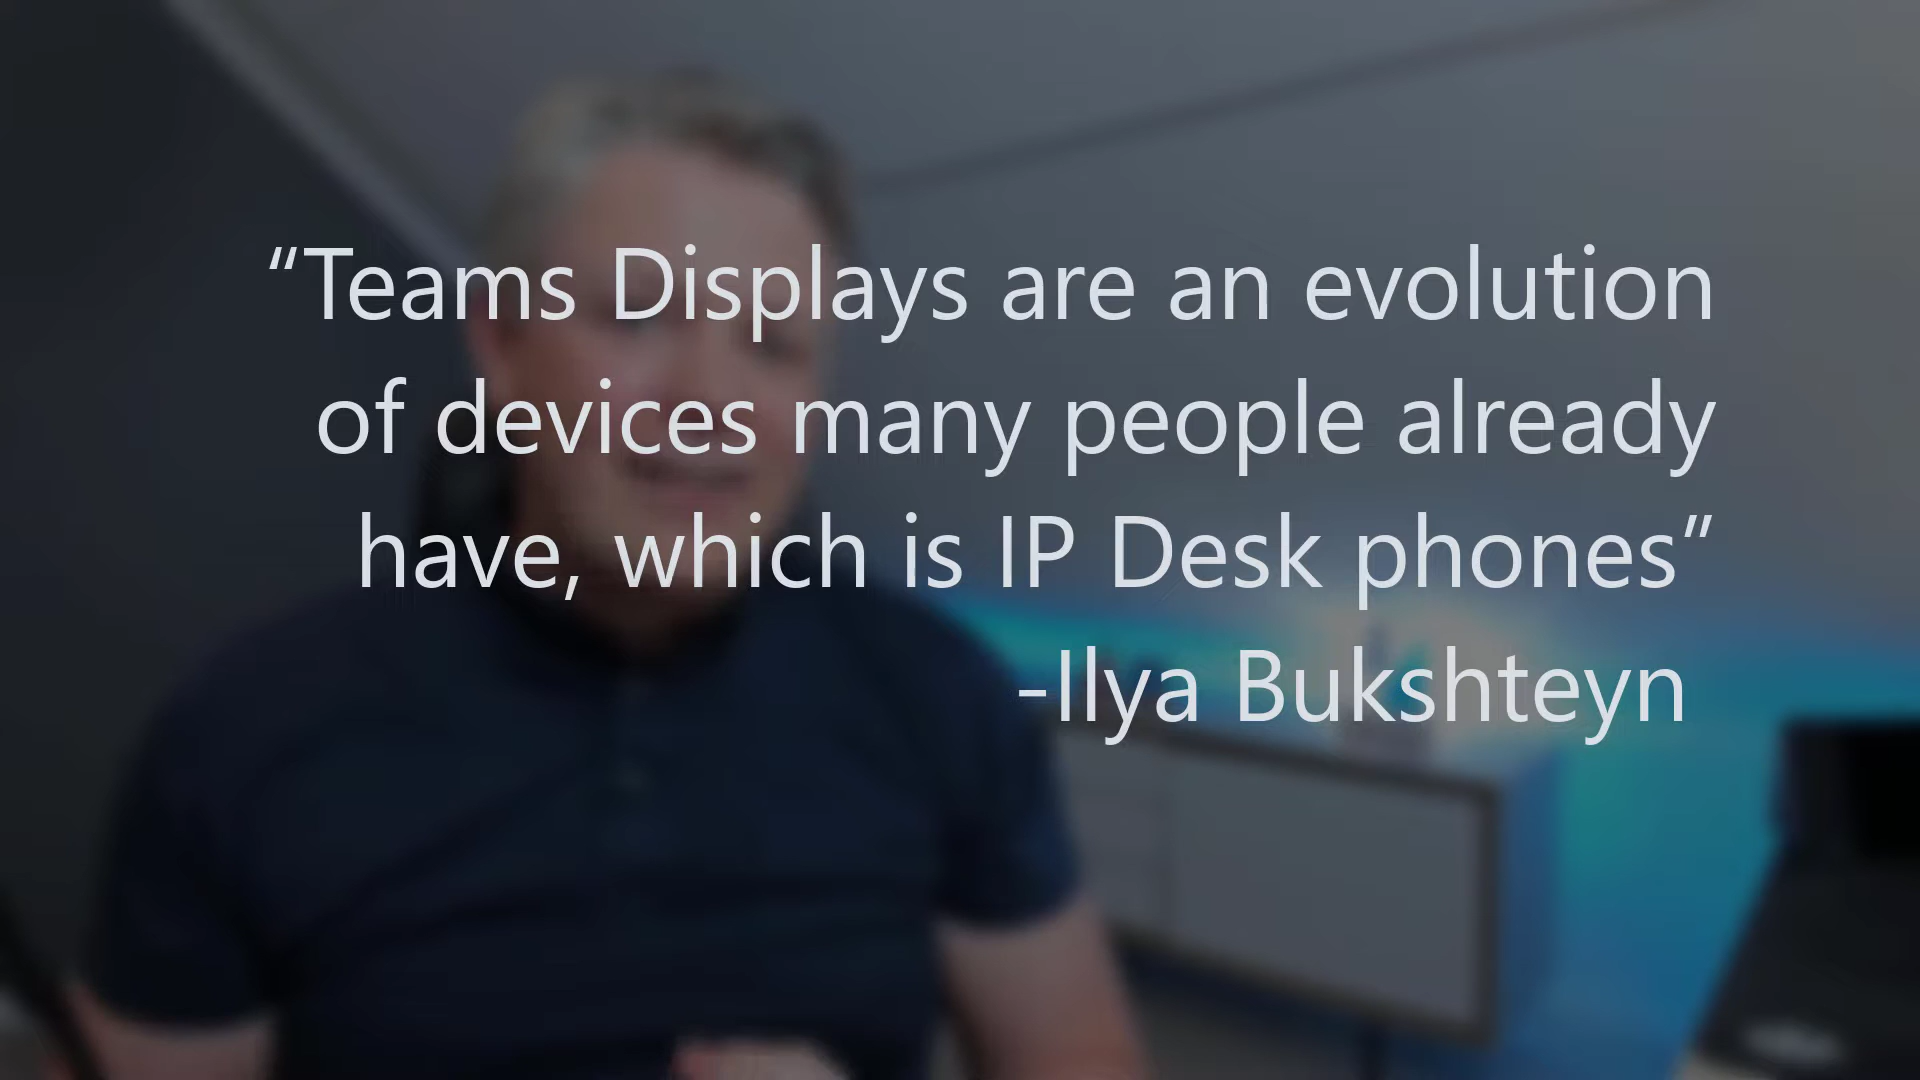 “Teams Displays are an evolution
of devices many people already
have, which is IP Desk phones”
-Ilya Bukshteyn